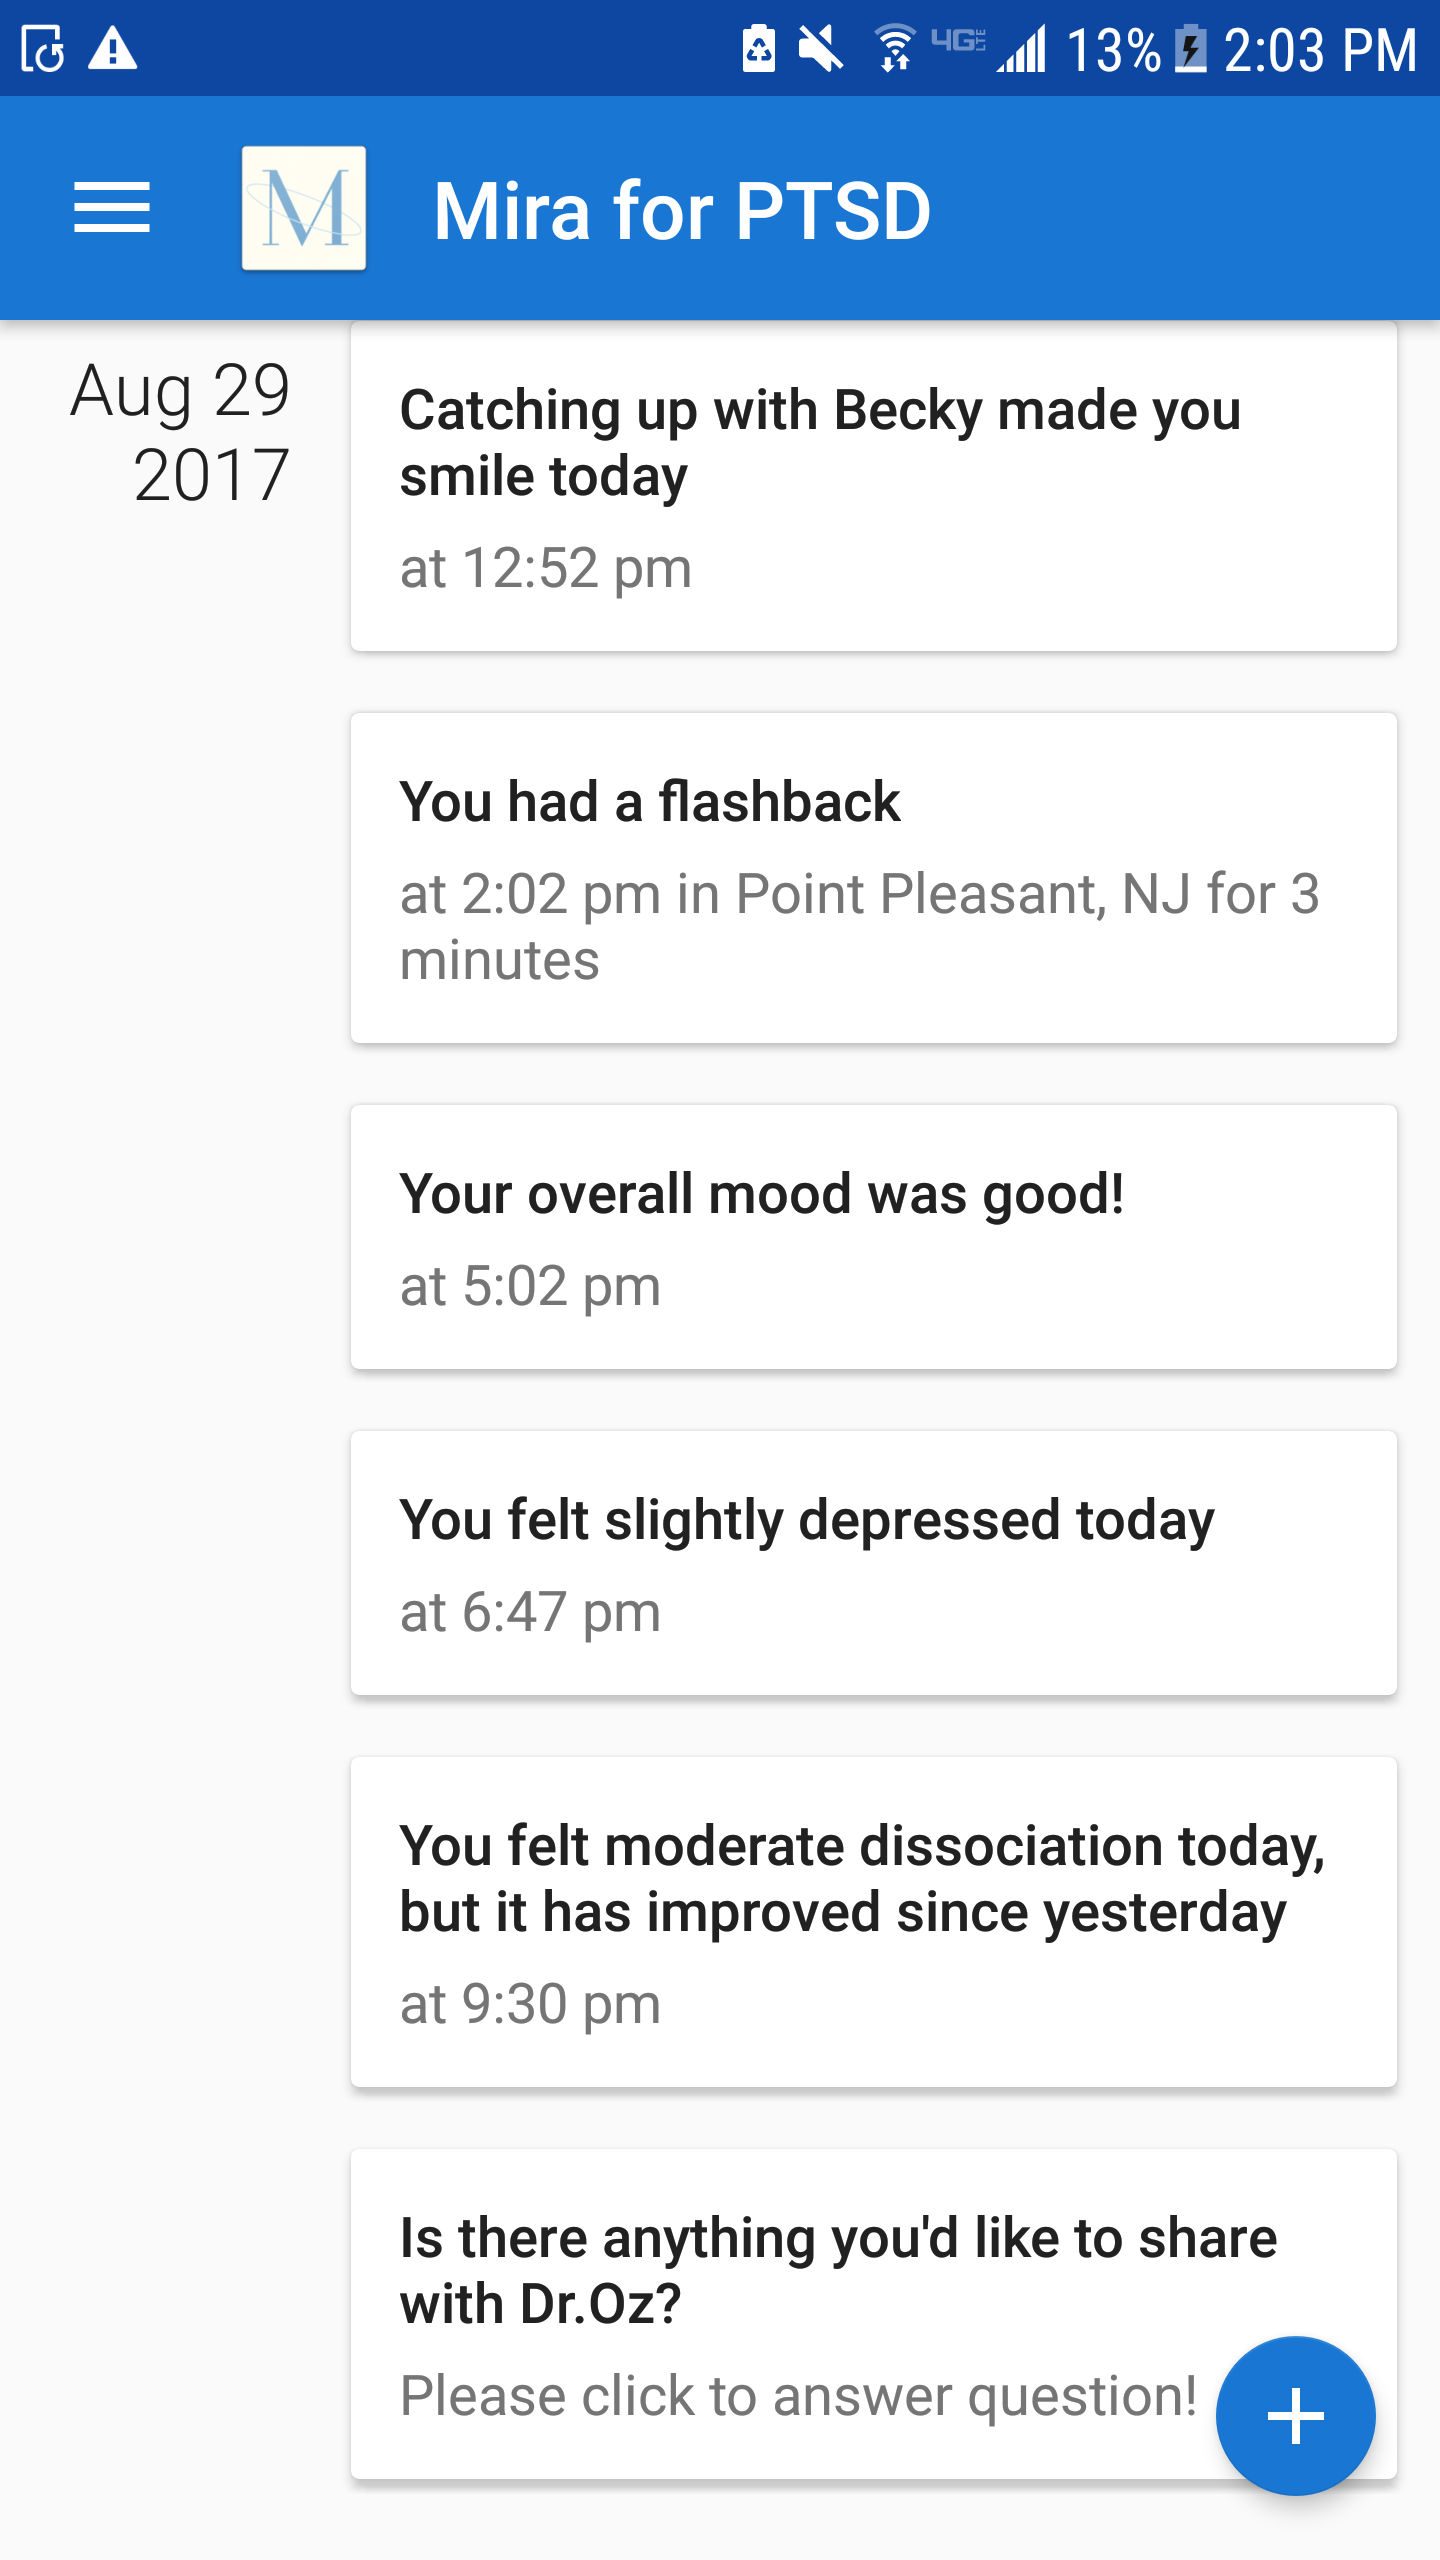 4G LTE 13% 2:03 PM
M Mira for PTSD
Aug 29
2017
Catching up with Becky made you
smile today
at 12:52 pm
You had a flashback
at 2:02 pm in Point Pleasant, NJ for 3
minutes
Your overall mood was good!
at 5:02 pm
You felt slightly depressed today
at 6:47 pm
You felt moderate dissociation today,
but it has improved since yesterday
at 9:30 pm
Is there anything you'd like to share
with Dr.Oz?
Please click to answer question!